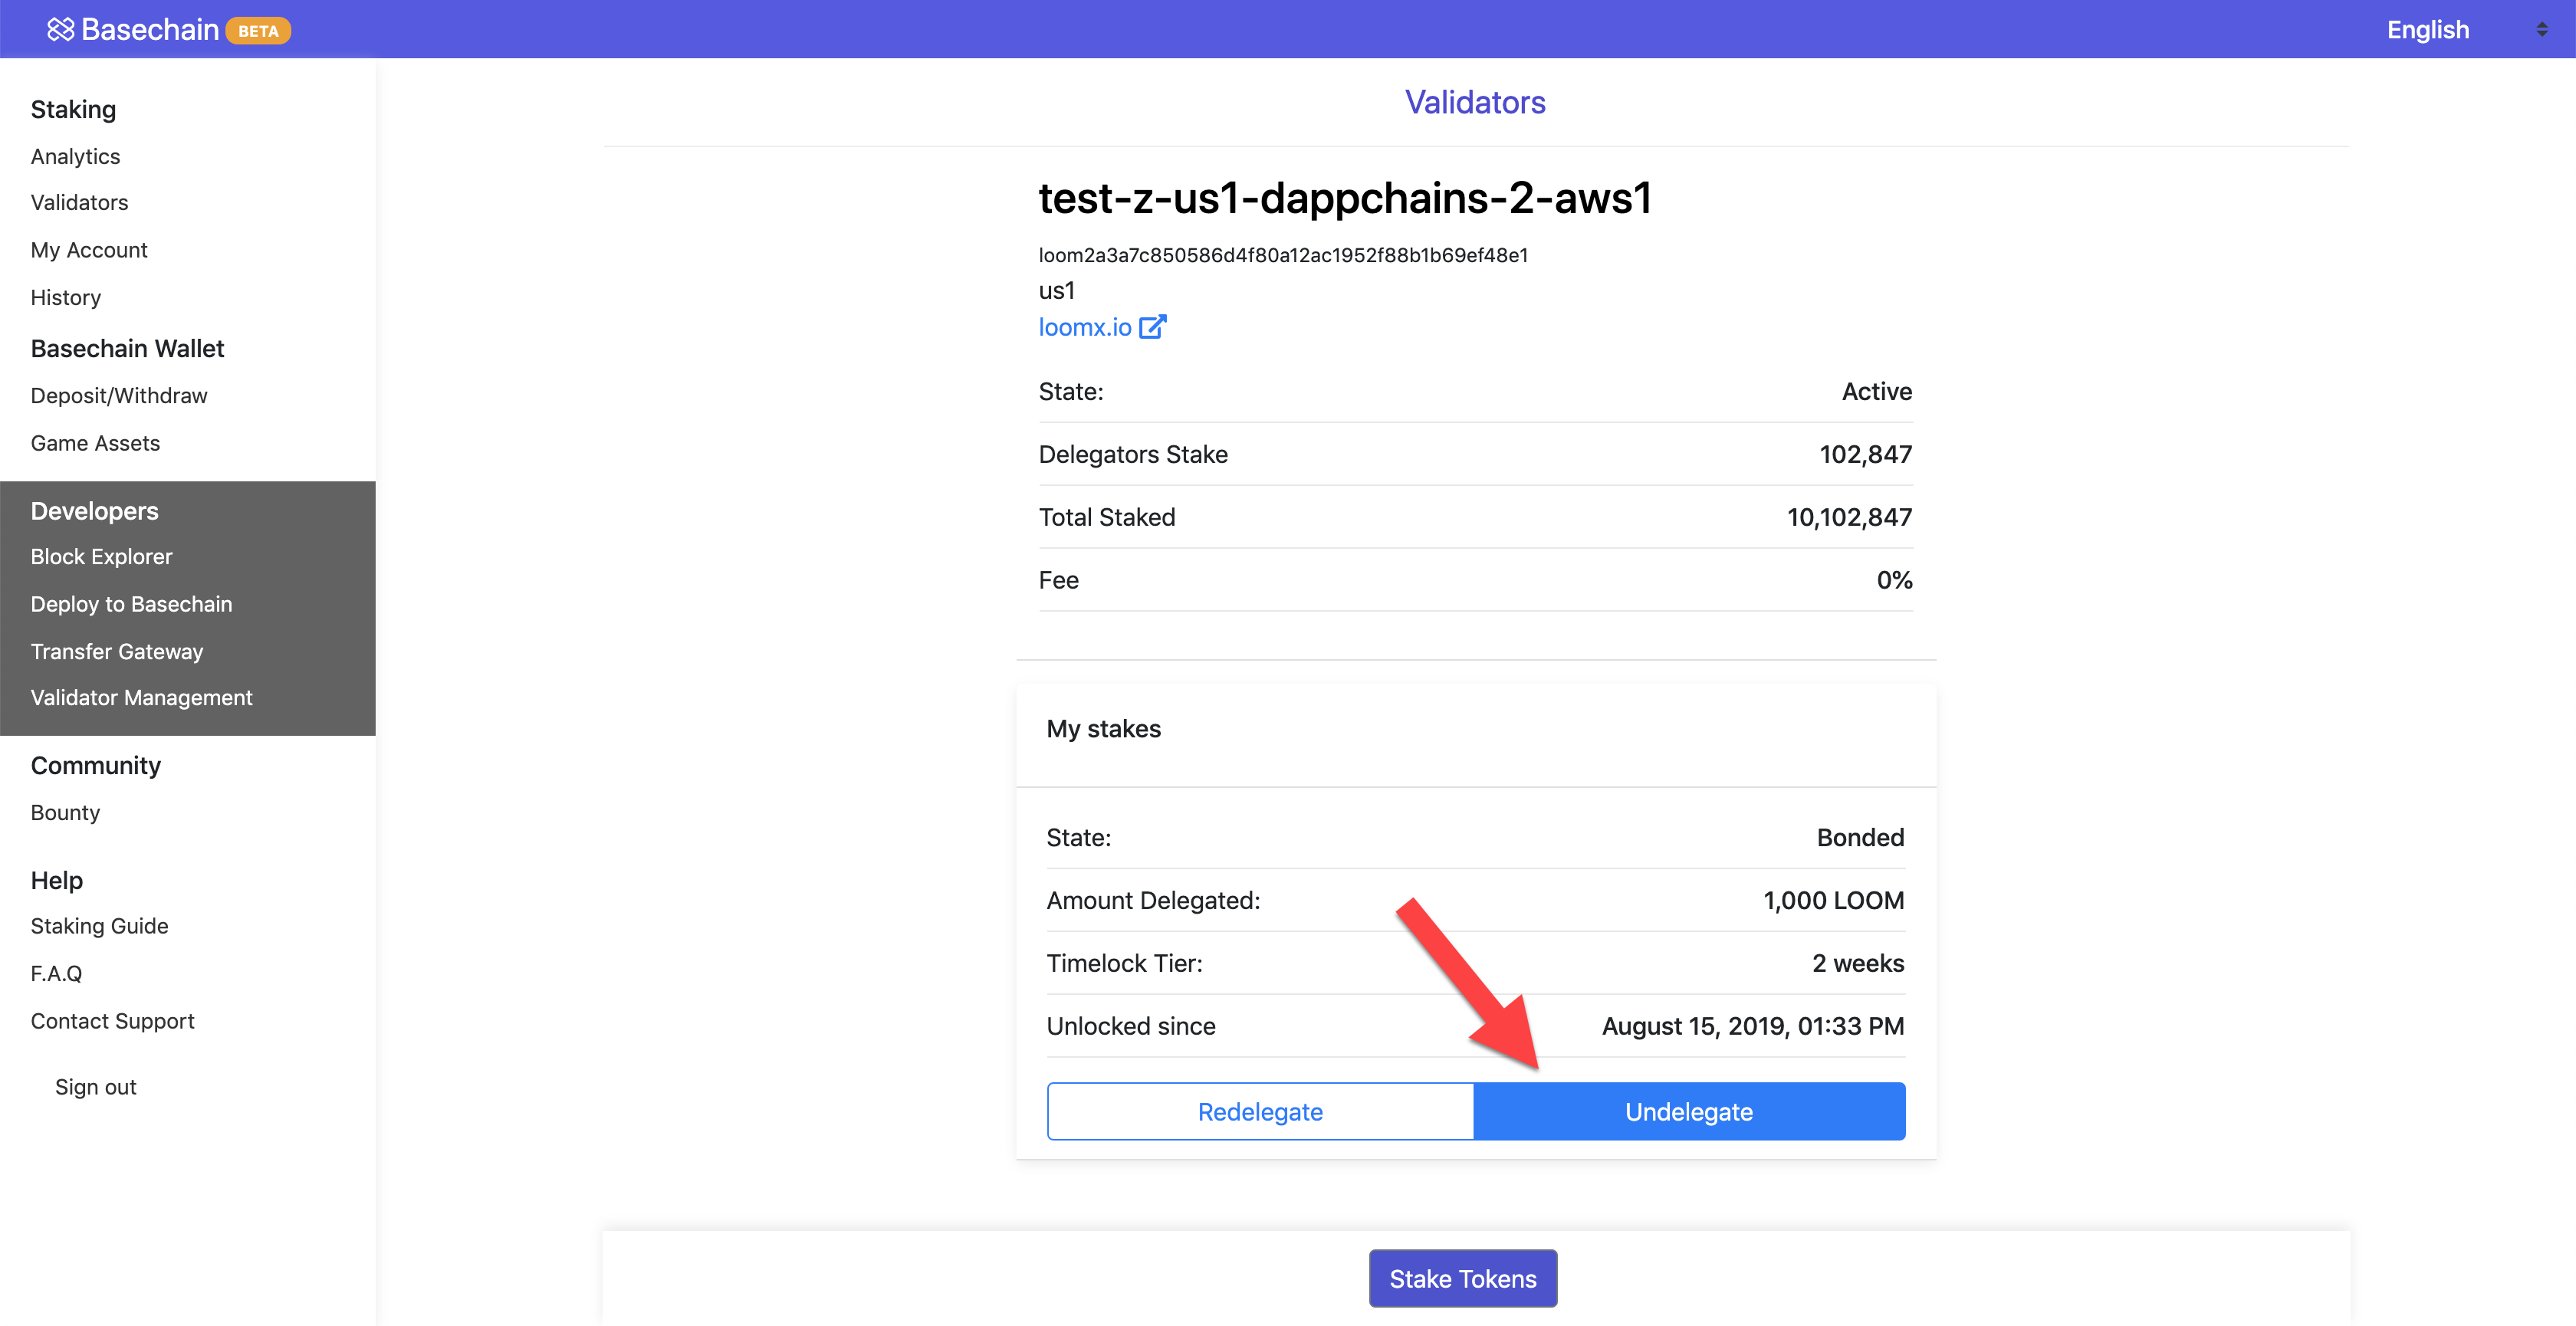 Basechain BETA
English
Staking
Analytics
Validators
My Account
History
Basechain Wallet
Deposit/Withdraw
Game Assets
Developers
Block Explorer
Deploy to Basechain
Transfer Gateway
Validator Management
Community
Bounty
Help
Staking Guide
F.A.Q
Contact Support
Sign out
Validators
test-z-us1-dappchains-2-aws1
loom2a3a7c850586d4f80a12ac1952f88b1b69ef48e1
us1
loomx.io
State: Active
Delegators Stake 102,847
Total Staked 10,102,847
Fee 0%
My stakes
State: Bonded
Amount Delegated: 1,000 LOOM
Timelock Tier: 2 weeks
Unlocked since August 15, 2019, 01:33 PM
Redelegate Undelegate
Stake Tokens